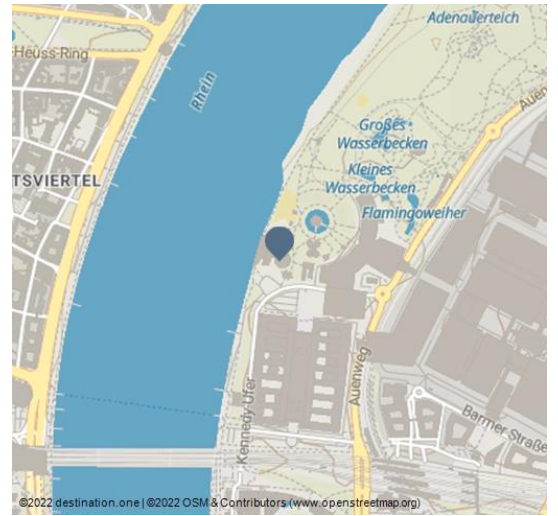 Adenauerteich
Heuss-Ring
Rhein
Auen
Großes
Wasserbecken
Kleines
Wasserbecken
TSVIERTEL
Flamingoweiher
Auenweg
Kennedy-Ufer
Barmer Straße
©2022 destination.one | ©2022 OSM & Contributors (www.openstreetmap.org)